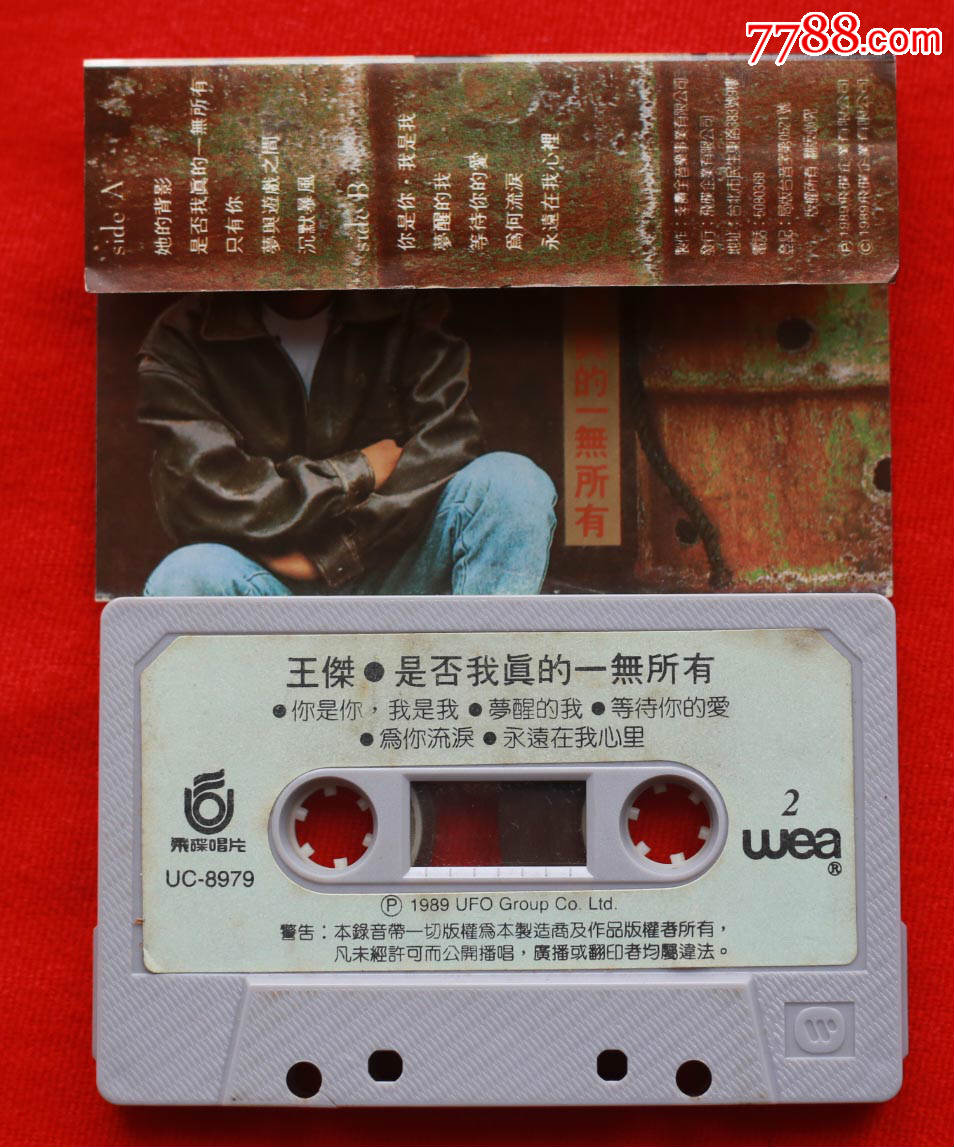 7788.com
side A
她的背影
是否我真的一無所有
只有你
夢與遊戲之間
沉默暴風
side B
你是你，我是我
夢醒的我
等待你的愛
為何流淚
永遠在我心裡
電話：5080388
的一無所有
王傑●是否我真的一無所有
●你是你，我是我●夢醒的我●等待你的愛
●為你流淚●永遠在我心里
飛碟唱片
UC-8979
2
wea®
Ⓟ 1989 UFO Group Co. Ltd.
警告：本錄音帶一切版權為本製造商及作品版權者所有，
凡未經許可而公開播唱，廣播或翻印者均屬違法。